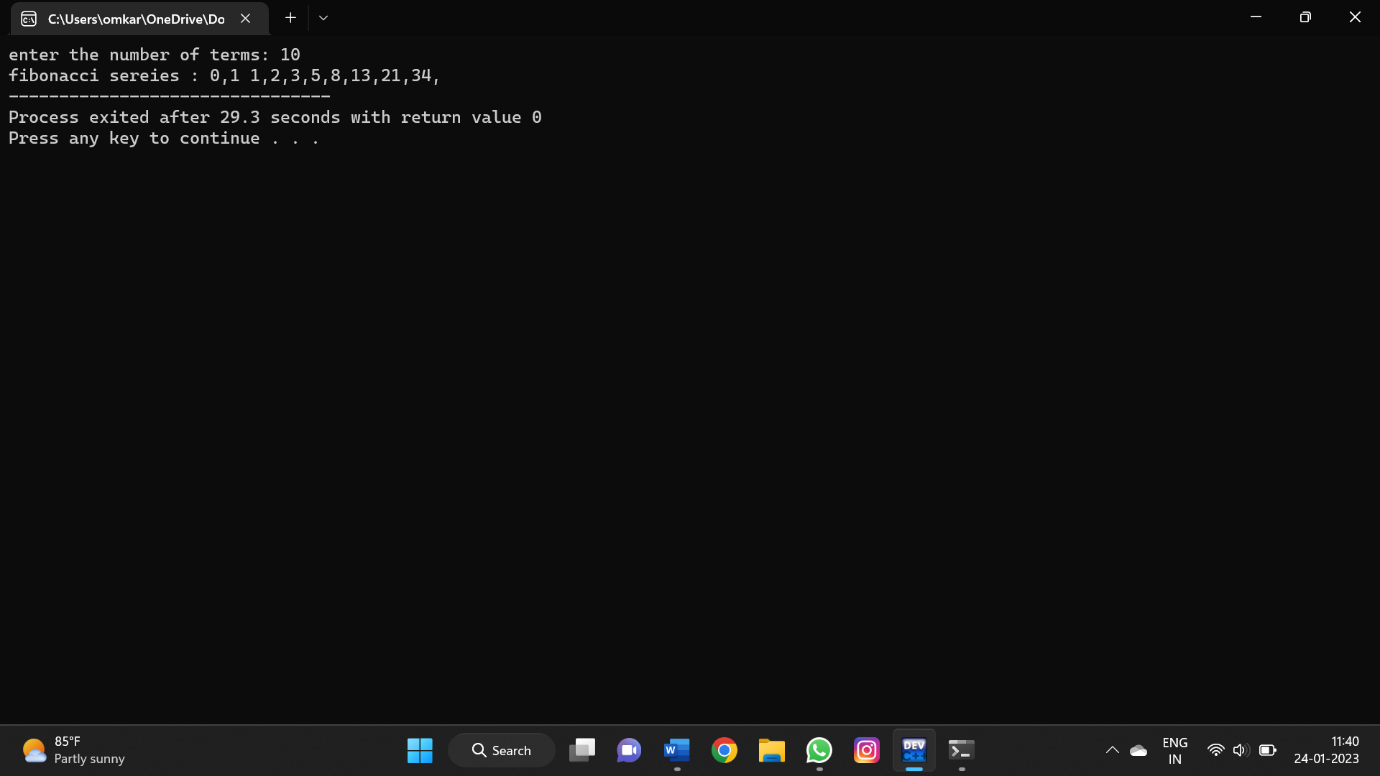 C:\Users\omkar\OneDrive\Do
enter the number of terms: 10
fibonacci sereies : 0,1 1,2,3,5,8,13,21,34,
--------------------------------
Process exited after 29.3 seconds with return value 0
Press any key to continue . . .
85°F
Partly sunny
Search
DEV
ENG
IN
11:40
24-01-2023